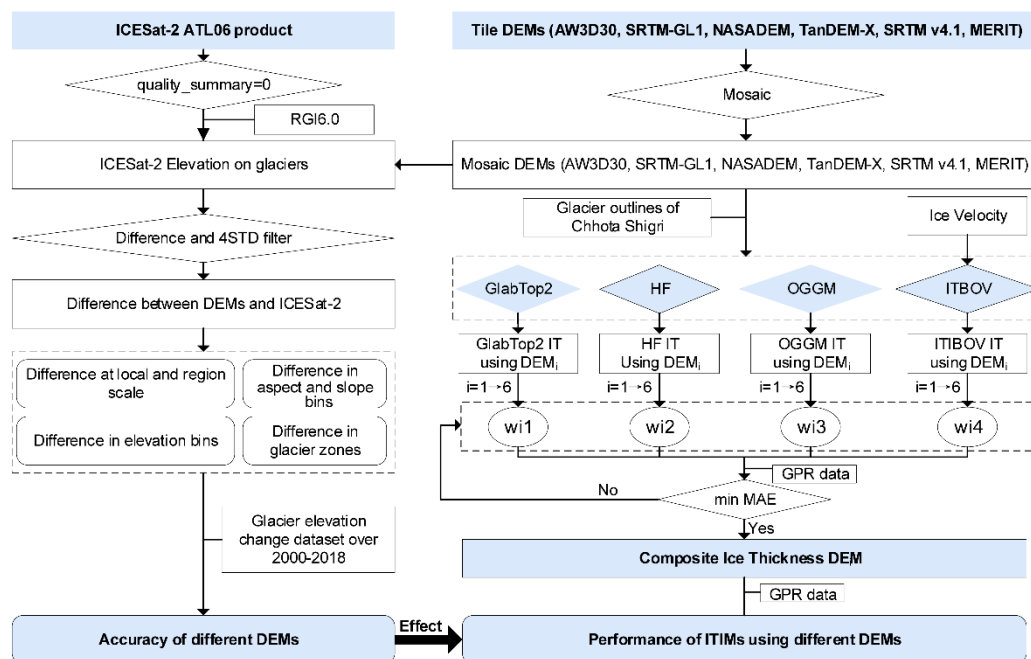 ICESat-2 ATL06 product
quality_summary=0
RGI6.0
ICESat-2 Elevation on glaciers
Difference and 4STD filter
Difference between DEMs and ICESat-2
Difference at local and region
scale
Difference in
aspect and slope
bins
Difference in elevation bins
Difference in
glacier zones
Glacier elevation
change dataset over
2000-2018
Accuracy of different DEMs
Effect
Tile DEMs (AW3D30, SRTM-GL1, NASADEM, TanDEM-X, SRTM v4.1, MERIT)
Mosaic
Mosaic DEMs (AW3D30, SRTM-GL1, NASADEM, TanDEM-X, SRTM v4.1, MERIT)
Glacier outlines of
Chhota Shigri
Ice Velocity
GlabTop2
HF
OGGM
ITBOV
GlabTop2 IT
using DEMi
HF IT
Using DEMi
OGGM IT
using DEMi
ITIBOV IT
using DEMi
i=1→6
i=1→6
i=1→6
i=1→6
wi1
wi2
wi3
wi4
GPR data
No
min MAE
Yes
Composite Ice Thickness DEMi
GPR data
Performance of ITIMs using different DEMs